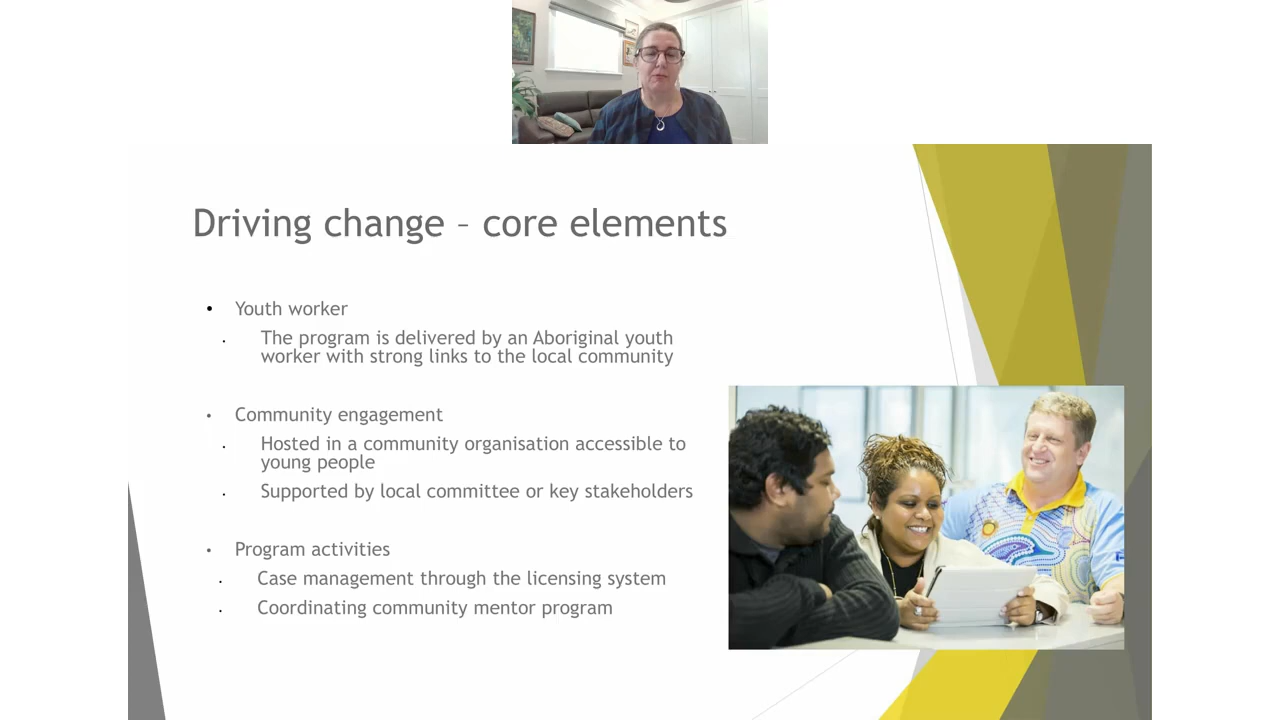 Driving change – core elements
• Youth worker
• The program is delivered by an Aboriginal youth
worker with strong links to the local community
• Community engagement
• Hosted in a community organisation accessible to
young people
• Supported by local committee or key stakeholders
• Program activities
• Case management through the licensing system
• Coordinating community mentor program